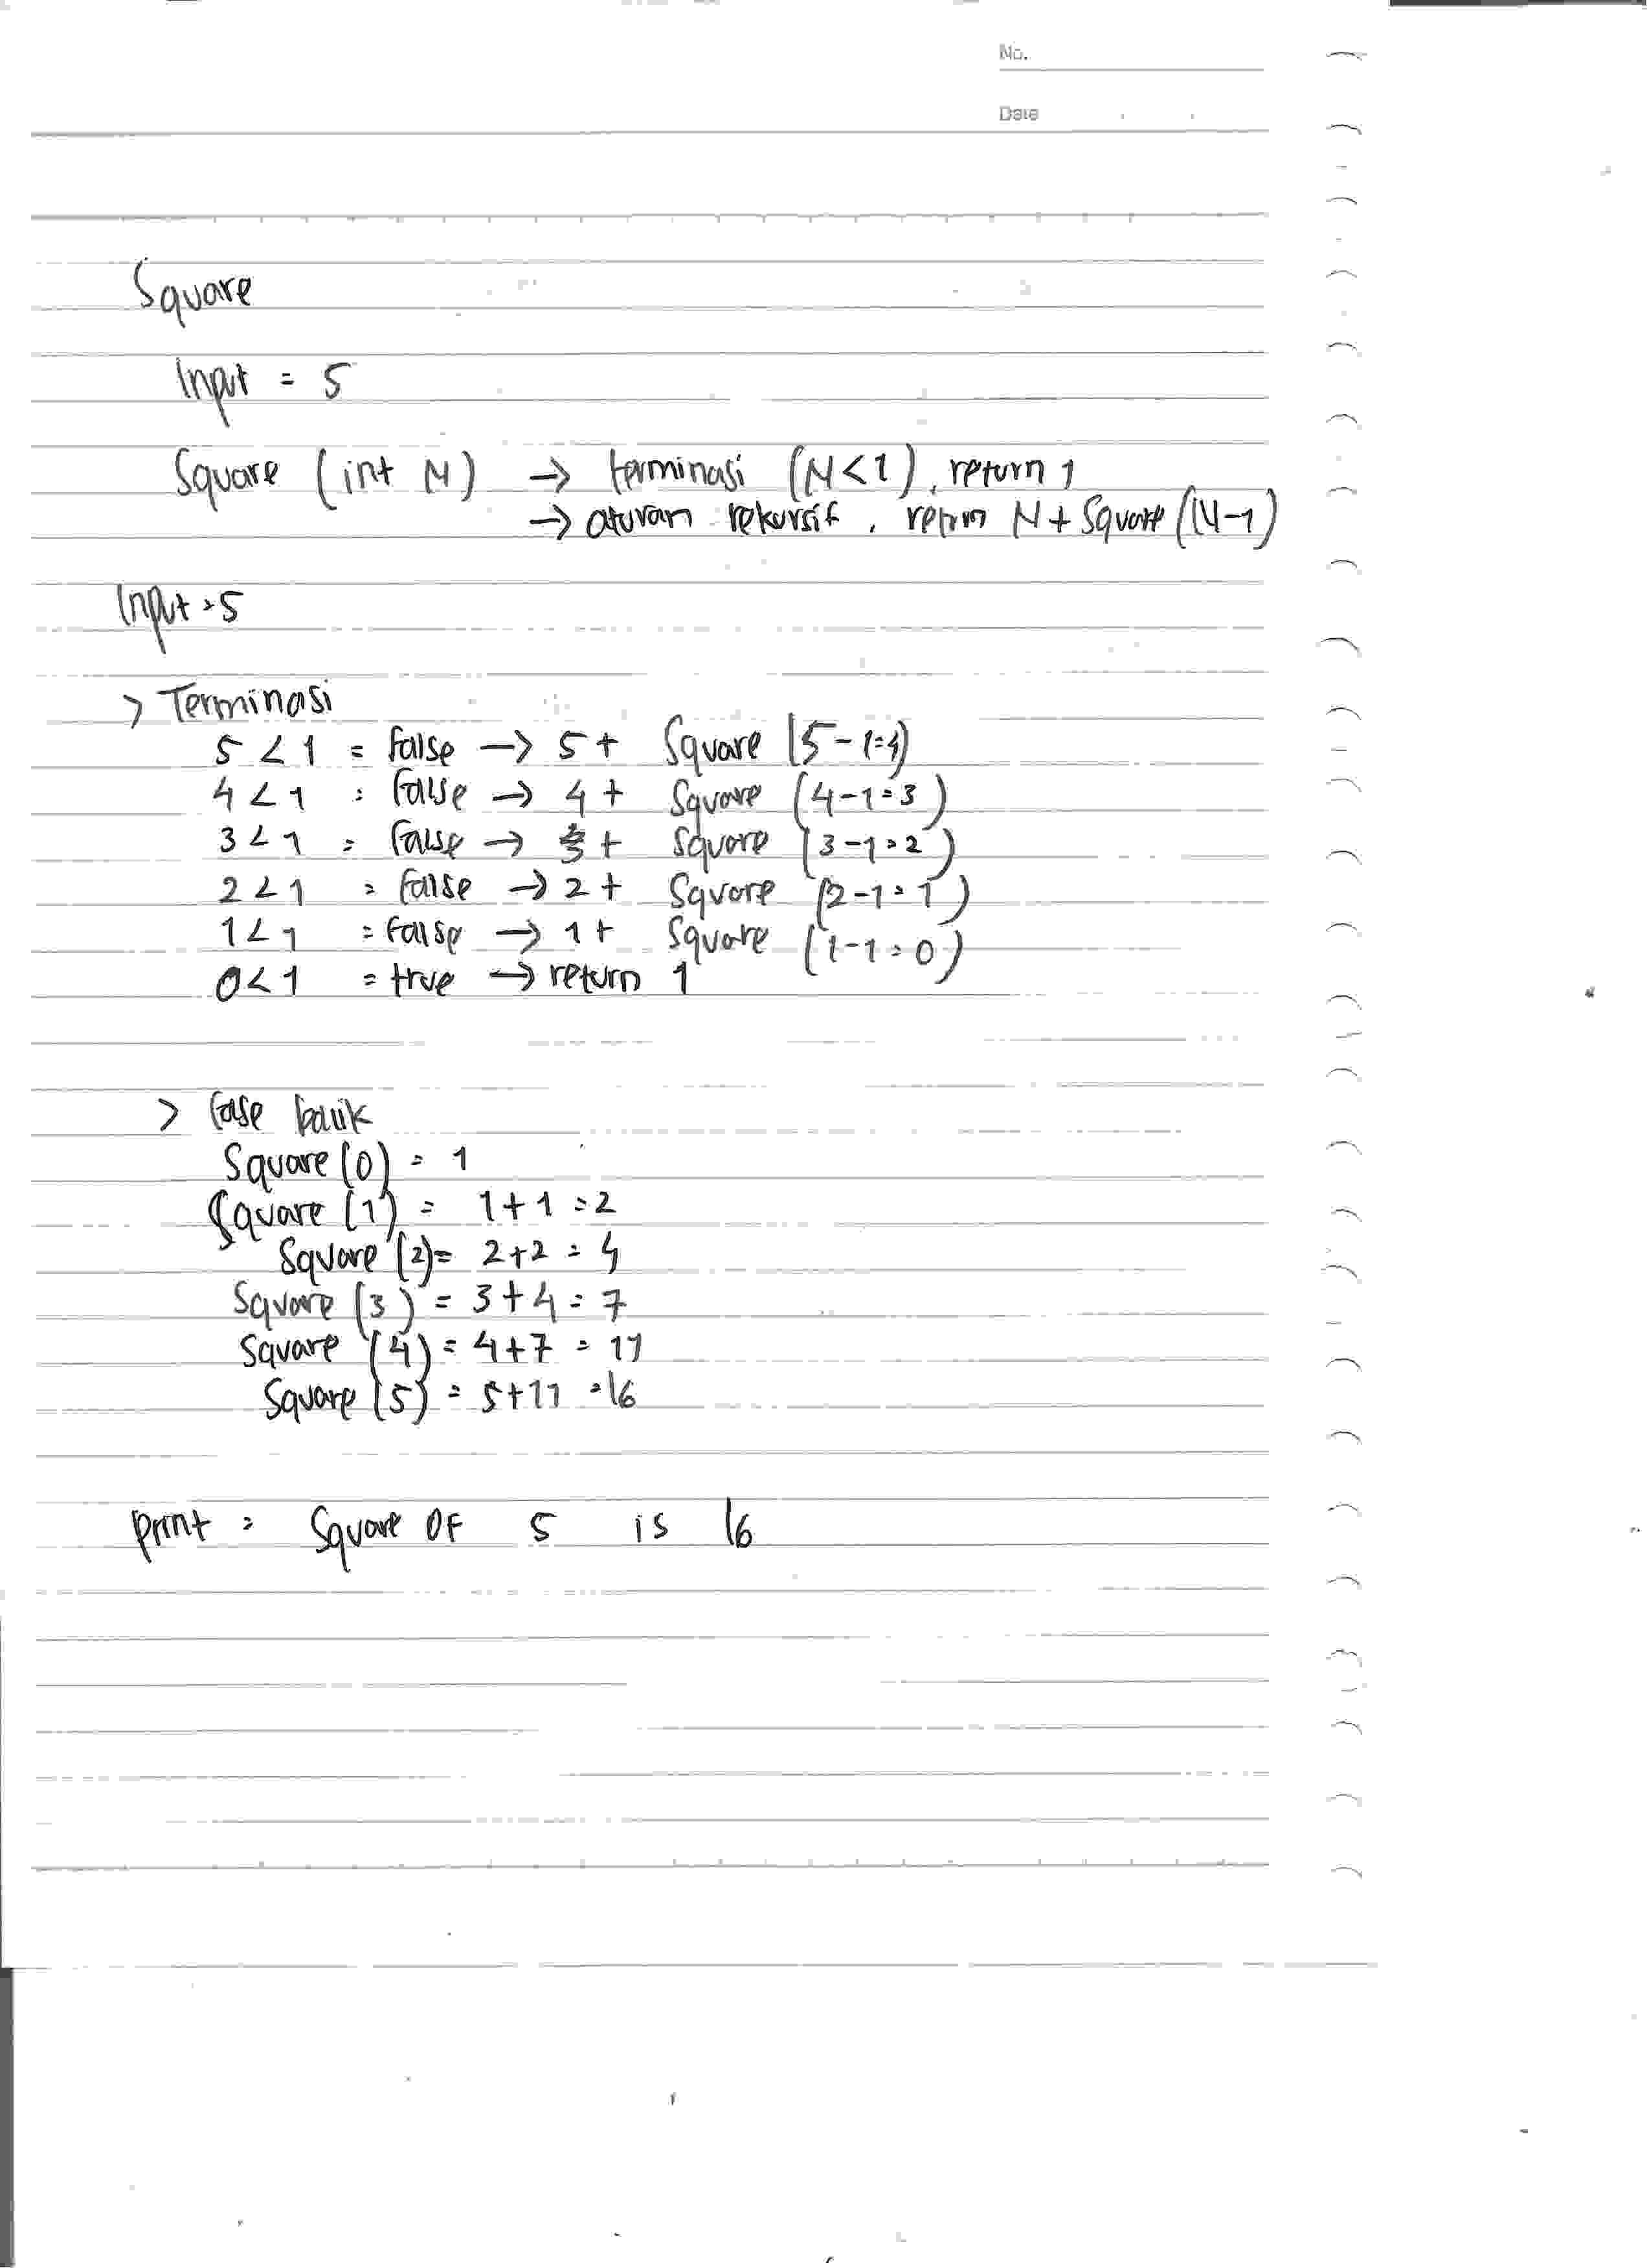 No.
Date
Square
Input = 5
Square (int N) → terminasi (N<1), return 1
→ aturan rekursif, return N + Square (N-1)
Input = 5
> Terminasi
5 < 1 = false → 5 + Square (5-1=4)
4 < 1 = false → 4 + Square (4-1=3)
3 < 1 = false → 3 + Square (3-1=2)
2 < 1 = false → 2 + Square (2-1=1)
1 < 1 = false → 1 + Square (1-1=0)
0 < 1 = true → return 1
> fase balik
Square (0) = 1
Square (1) = 1+1 = 2
Square (2) = 2+2 = 4
Square (3) = 3+4 = 7
Square (4) = 4+7 = 11
Square (5) = 5+11 = 16
print = Square OF 5 is 16